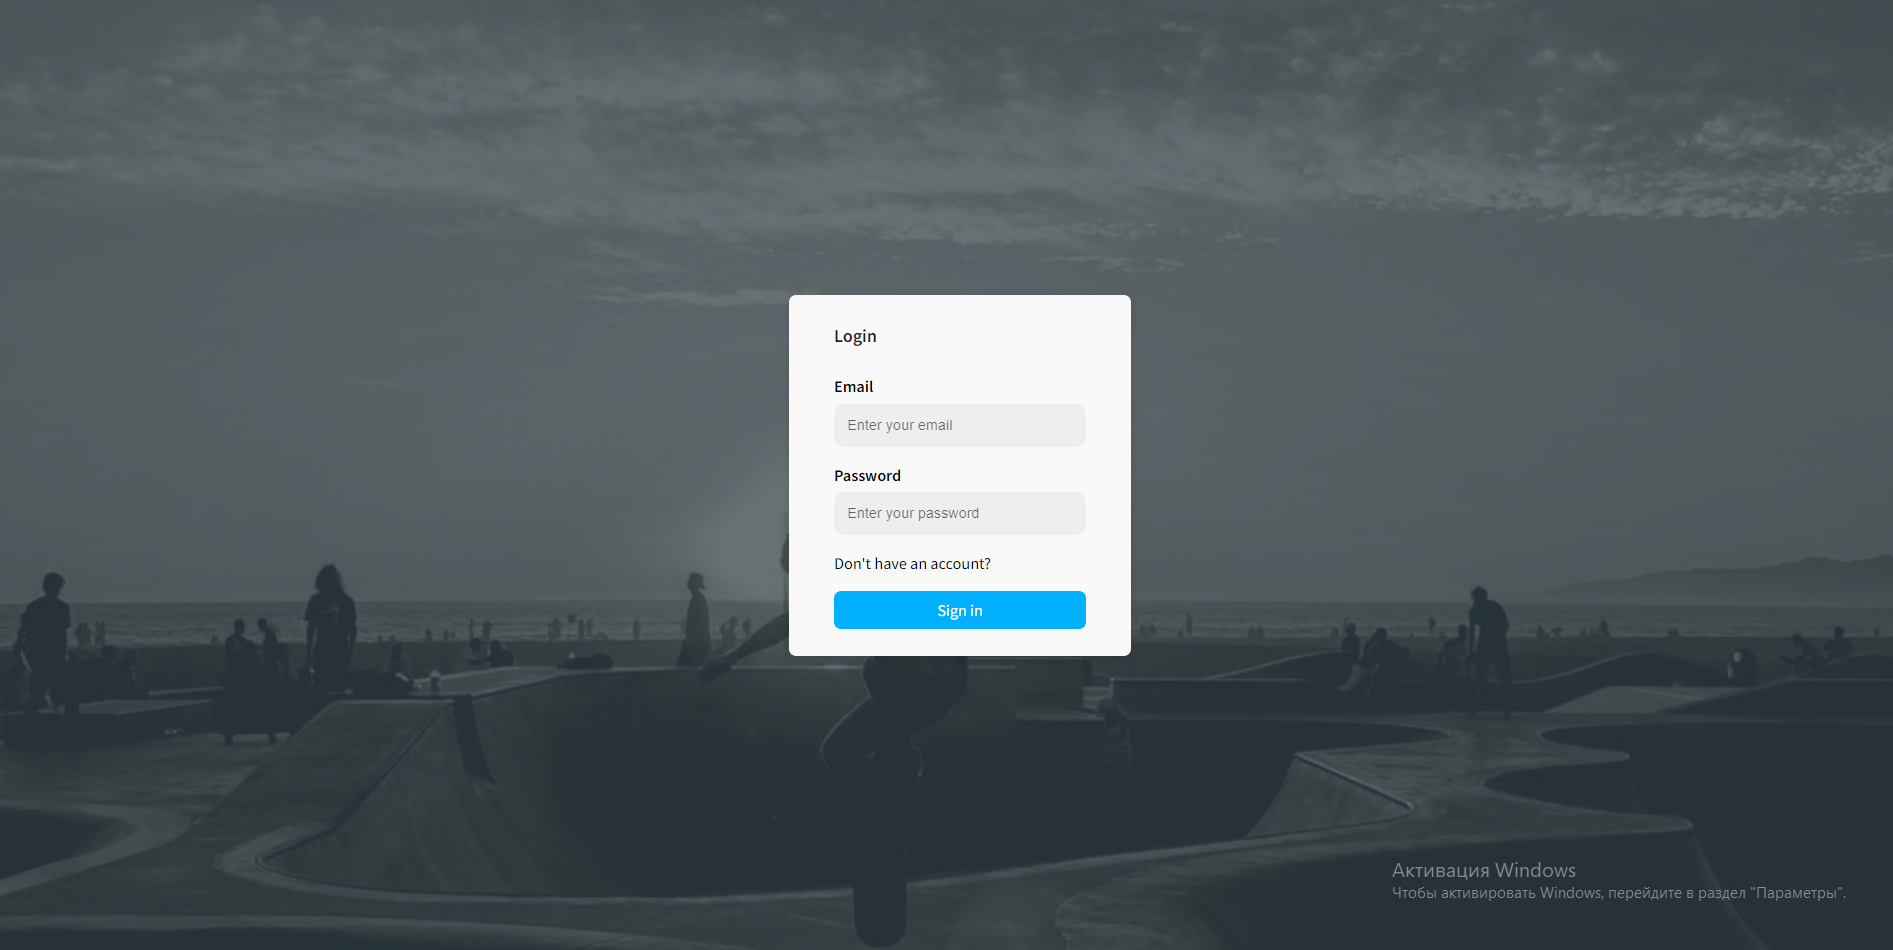 Login
Email
Enter your email
Password
Enter your password
Don't have an account?
Sign in
Активация Windows
Чтобы активировать Windows, перейдите в раздел "Параметры".